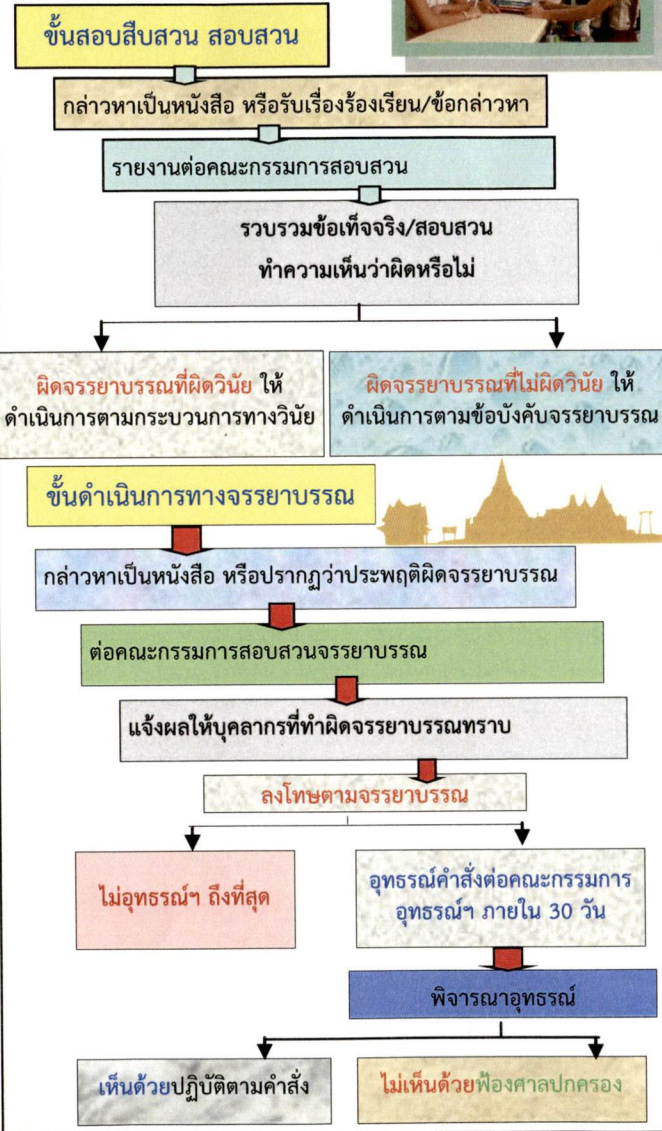 ขั้นสอบสืบสวน สอบสวน
กล่าวหาเป็นหนังสือ หรือรับเรื่องร้องเรียน/ข้อกล่าวหา
รายงานต่อคณะกรรมการสอบสวน
รวบรวมข้อเท็จจริง/สอบสวน
ทำความเห็นว่าผิดหรือไม่
ผิดจรรยาบรรณที่ผิดวินัย ให้
ดำเนินการตามกระบวนการทางวินัย
ผิดจรรยาบรรณที่ไม่ผิดวินัย ให้
ดำเนินการตามข้อบังคับจรรยาบรรณ
ขั้นดำเนินการทางจรรยาบรรณ
กล่าวหาเป็นหนังสือ หรือปรากฏว่าประพฤติผิดจรรยาบรรณ
ต่อคณะกรรมการสอบสวนจรรยาบรรณ
แจ้งผลให้บุคลากรที่ทำผิดจรรยาบรรณทราบ
ลงโทษตามจรรยาบรรณ
ไม่อุทธรณ์ฯ ถึงที่สุด
อุทธรณ์คำสั่งต่อคณะกรรมการ
อุทธรณ์ฯ ภายใน 30 วัน
พิจารณาอุทธรณ์
เห็นด้วยปฏิบัติตามคำสั่ง
ไม่เห็นด้วยฟ้องศาลปกครอง